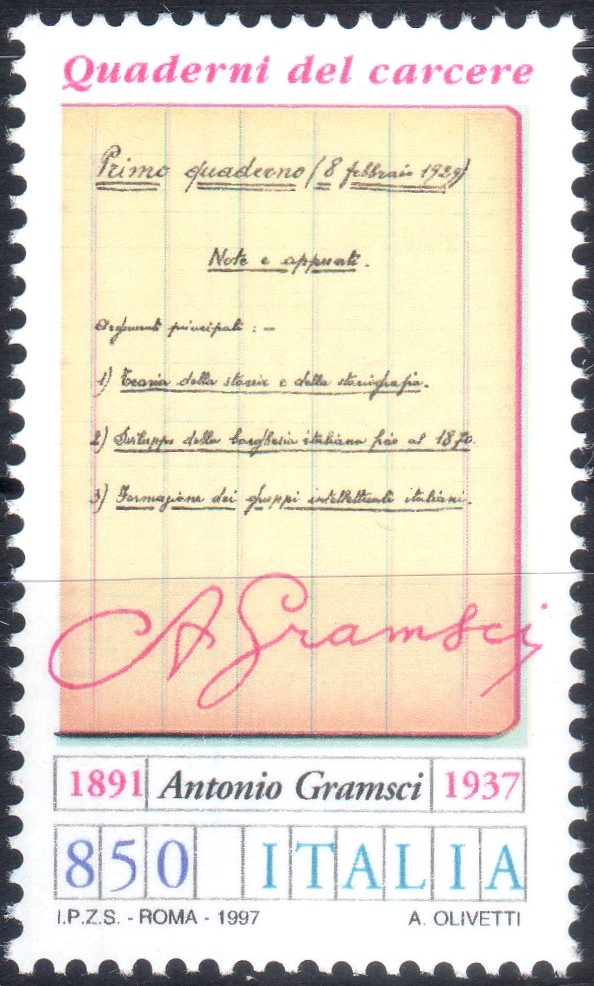 Quaderni del carcere
Primo quaderno (8 febbraio 1929)
Note e appunti.
Argomenti principali : —
1) Teoria della storia e della storiografia.
2) Sviluppo della borghesia italiana fino al 1870.
3) Formazione dei gruppi intellettuali italiani.
A Gramsci
1891 Antonio Gramsci 1937
850 ITALIA
I.P.Z.S. - ROMA - 1997 A. OLIVETTI